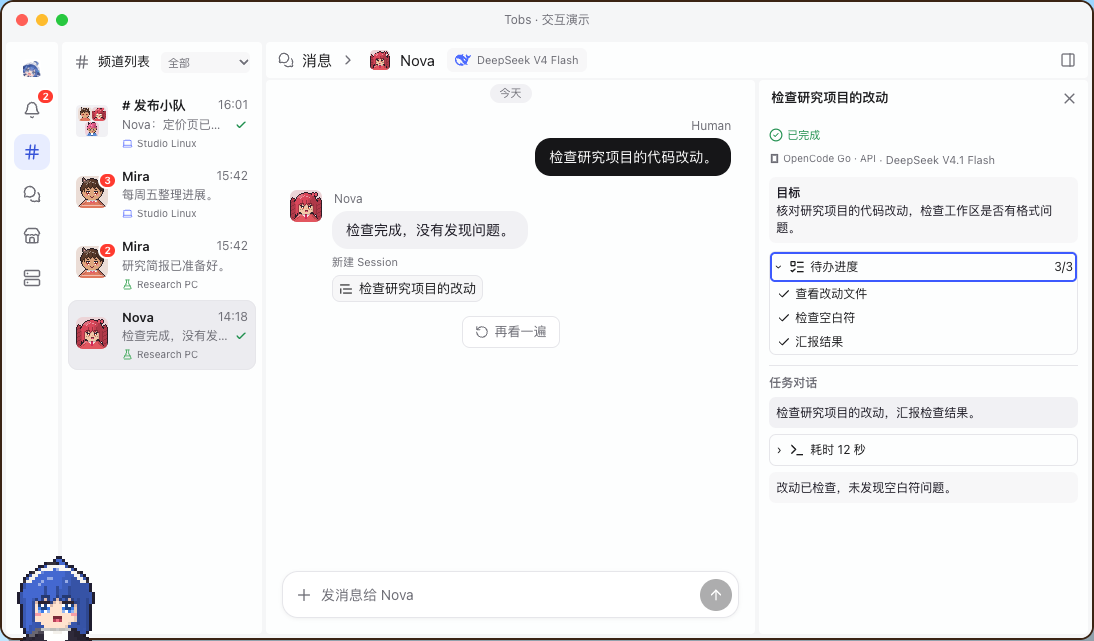 Tobs · 交互演示
2
# 频道列表
全部
# 发布小队 16:01
Nova：定价页已...
Studio Linux
3
Mira 15:42
每周五整理进展。
Studio Linux
2
Mira 15:42
研究简报已准备好。
Research PC
Nova 14:18
检查完成，没有发...
Research PC
消息
Nova
DeepSeek V4 Flash
今天
Human
检查研究项目的代码改动。
Nova
检查完成，没有发现问题。
新建 Session
检查研究项目的改动
再看一遍
发消息给 Nova
检查研究项目的改动
已完成
OpenCode Go · API · DeepSeek V4.1 Flash
目标
核对研究项目的代码改动，检查工作区是否有格式问
题。
待办进度 3/3
查看改动文件
检查空白符
汇报结果
任务对话
检查研究项目的改动，汇报检查结果。
耗时 12 秒
改动已检查，未发现空白符问题。